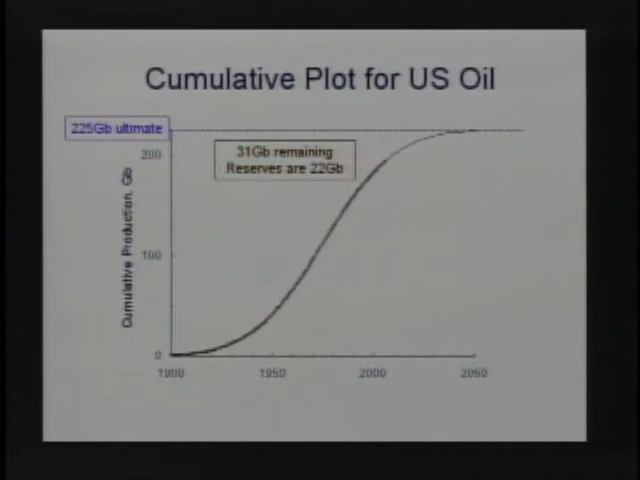 Cumulative Plot for US Oil
225Gb ultimate
31Gb remaining
Reserves are 22Gb
Cumulative Production, Gb
200
100
0
1900
1950
2000
2050